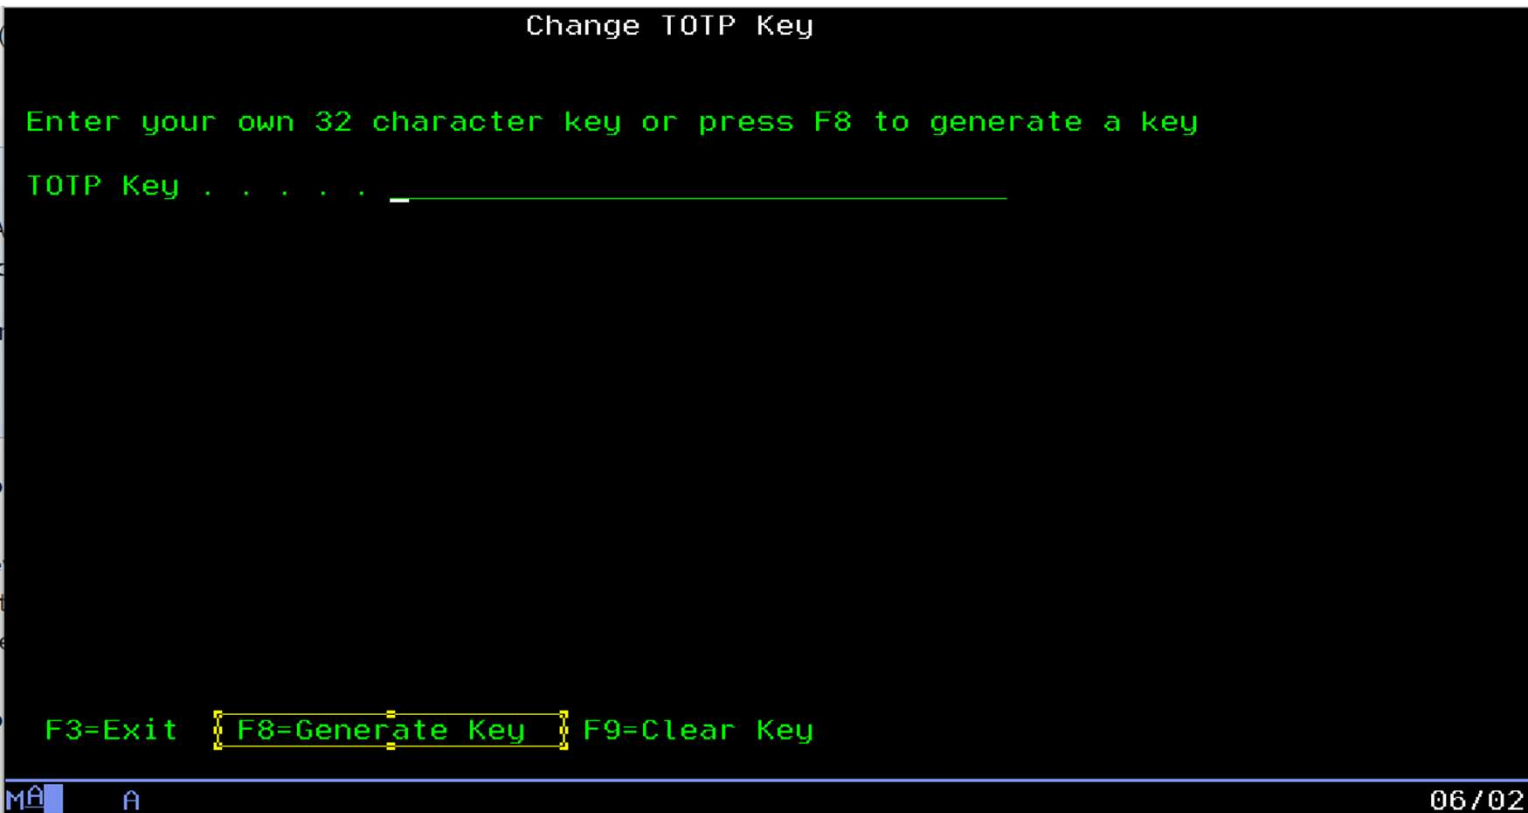 Change TOTP Key
Enter your own 32 character key or press F8 to generate a key
TOTP Key . . . . .
F3=Exit F8=Generate Key F9=Clear Key
MA A 06/02